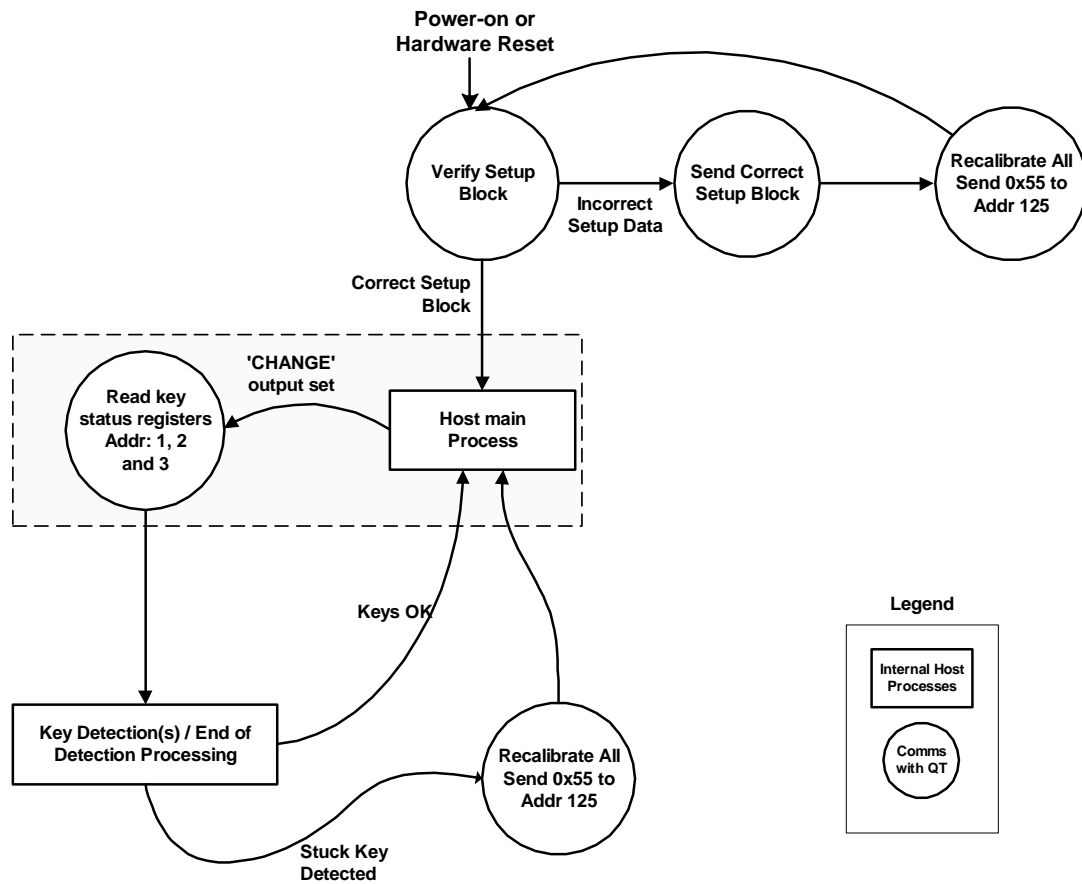 Power-on or
Hardware Reset
Verify Setup
Block
Incorrect
Setup Data
Send Correct
Setup Block
Recalibrate All
Send 0x55 to
Addr 125
Correct Setup
Block
'CHANGE'
output set
Read key
status registers
Addr: 1, 2
and 3
Host main
Process
Keys OK
Key Detection(s) / End of
Detection Processing
Stuck Key
Detected
Recalibrate All
Send 0x55 to
Addr 125
Legend
Internal Host
Processes
Comms
with QT